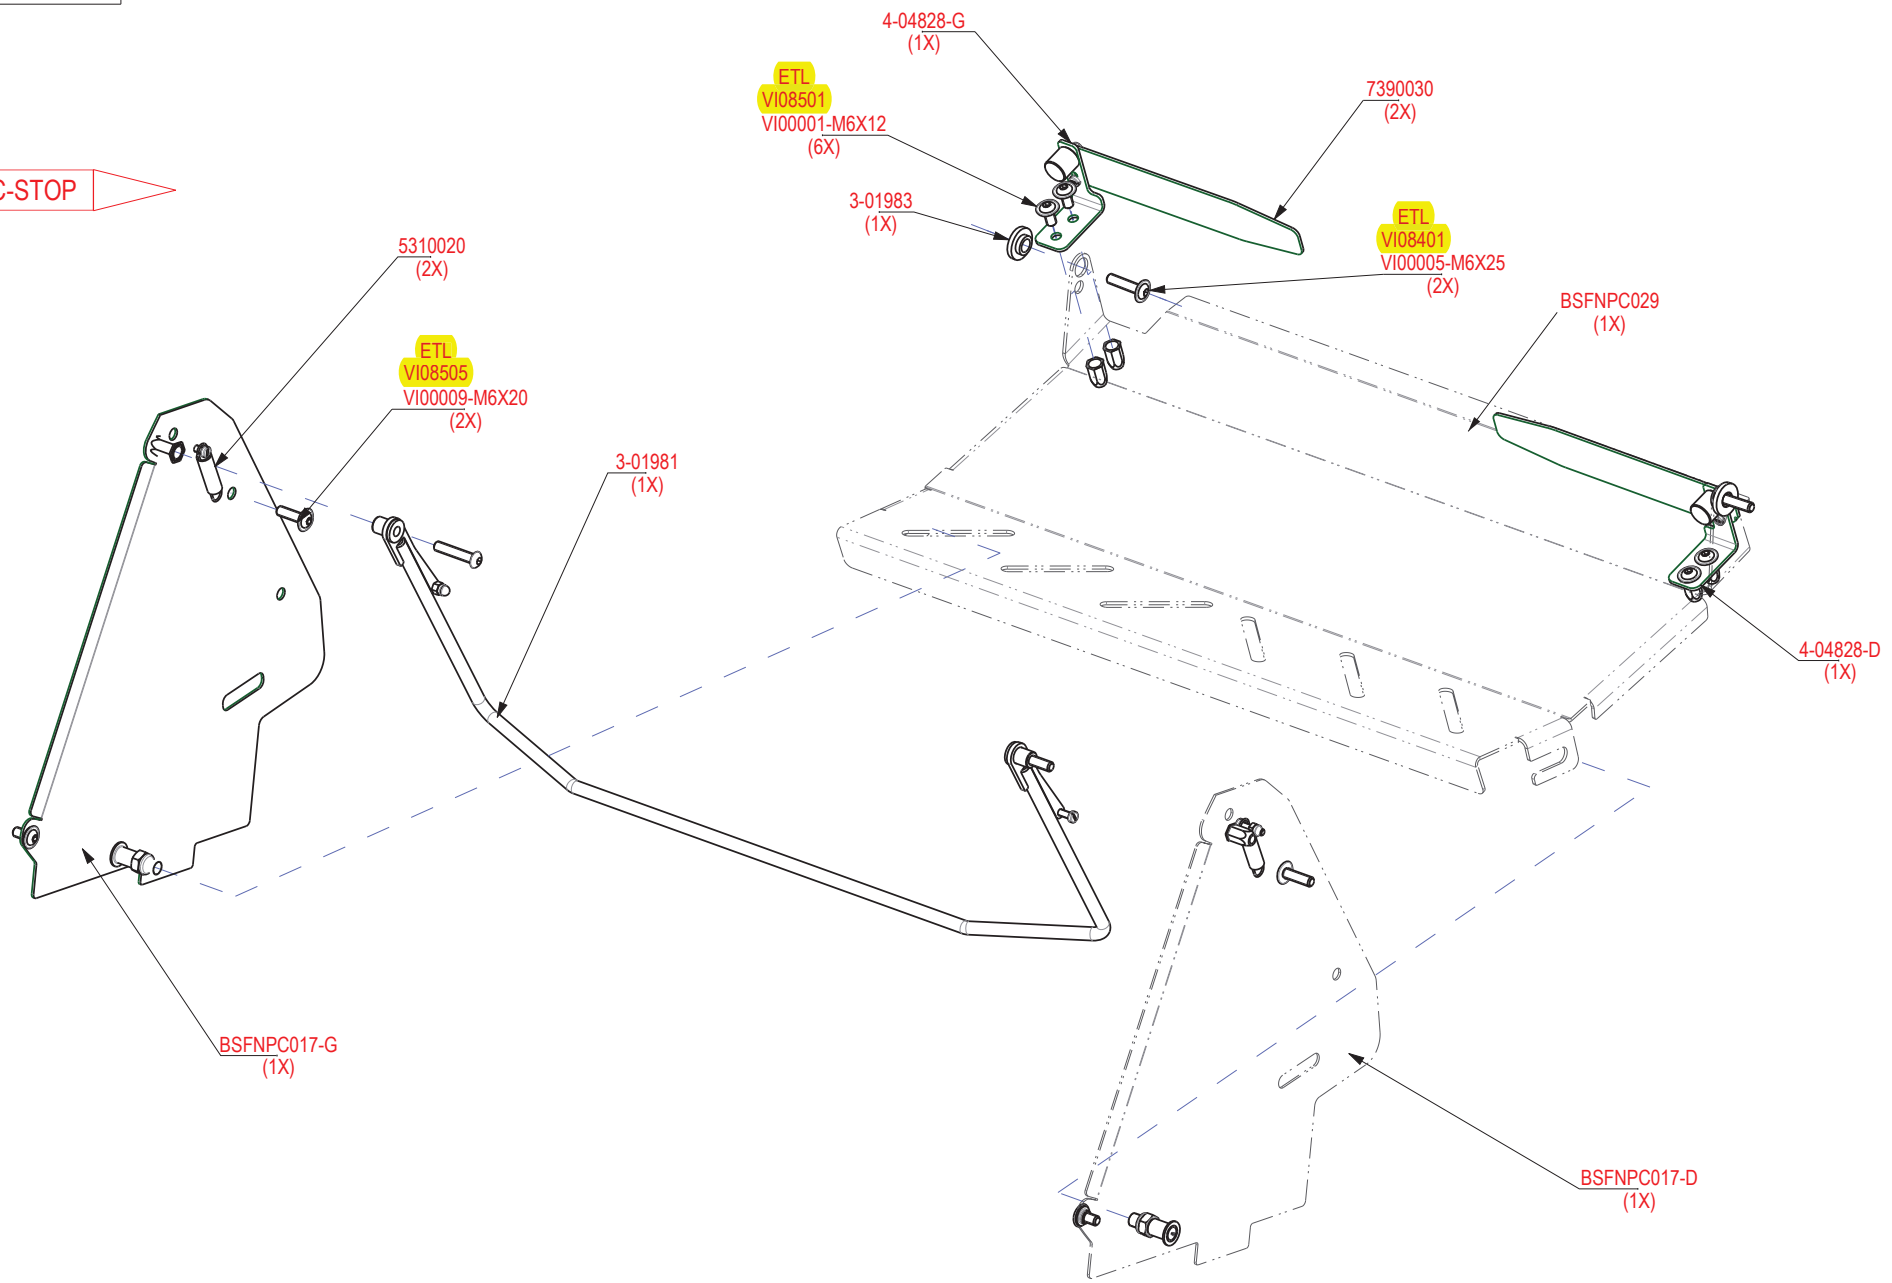 4-04828-G
(1X)
ETL
VI08501
VI00001-M6X12
(6X)
7390030
(2X)
C-STOP
3-01983
(1X)
ETL
VI08401
VI00005-M6X25
(2X)
5310020
(2X)
BSFNPC029
(1X)
ETL
VI08505
VI00009-M6X20
(2X)
3-01981
(1X)
4-04828-D
(1X)
BSFNPC017-G
(1X)
BSFNPC017-D
(1X)